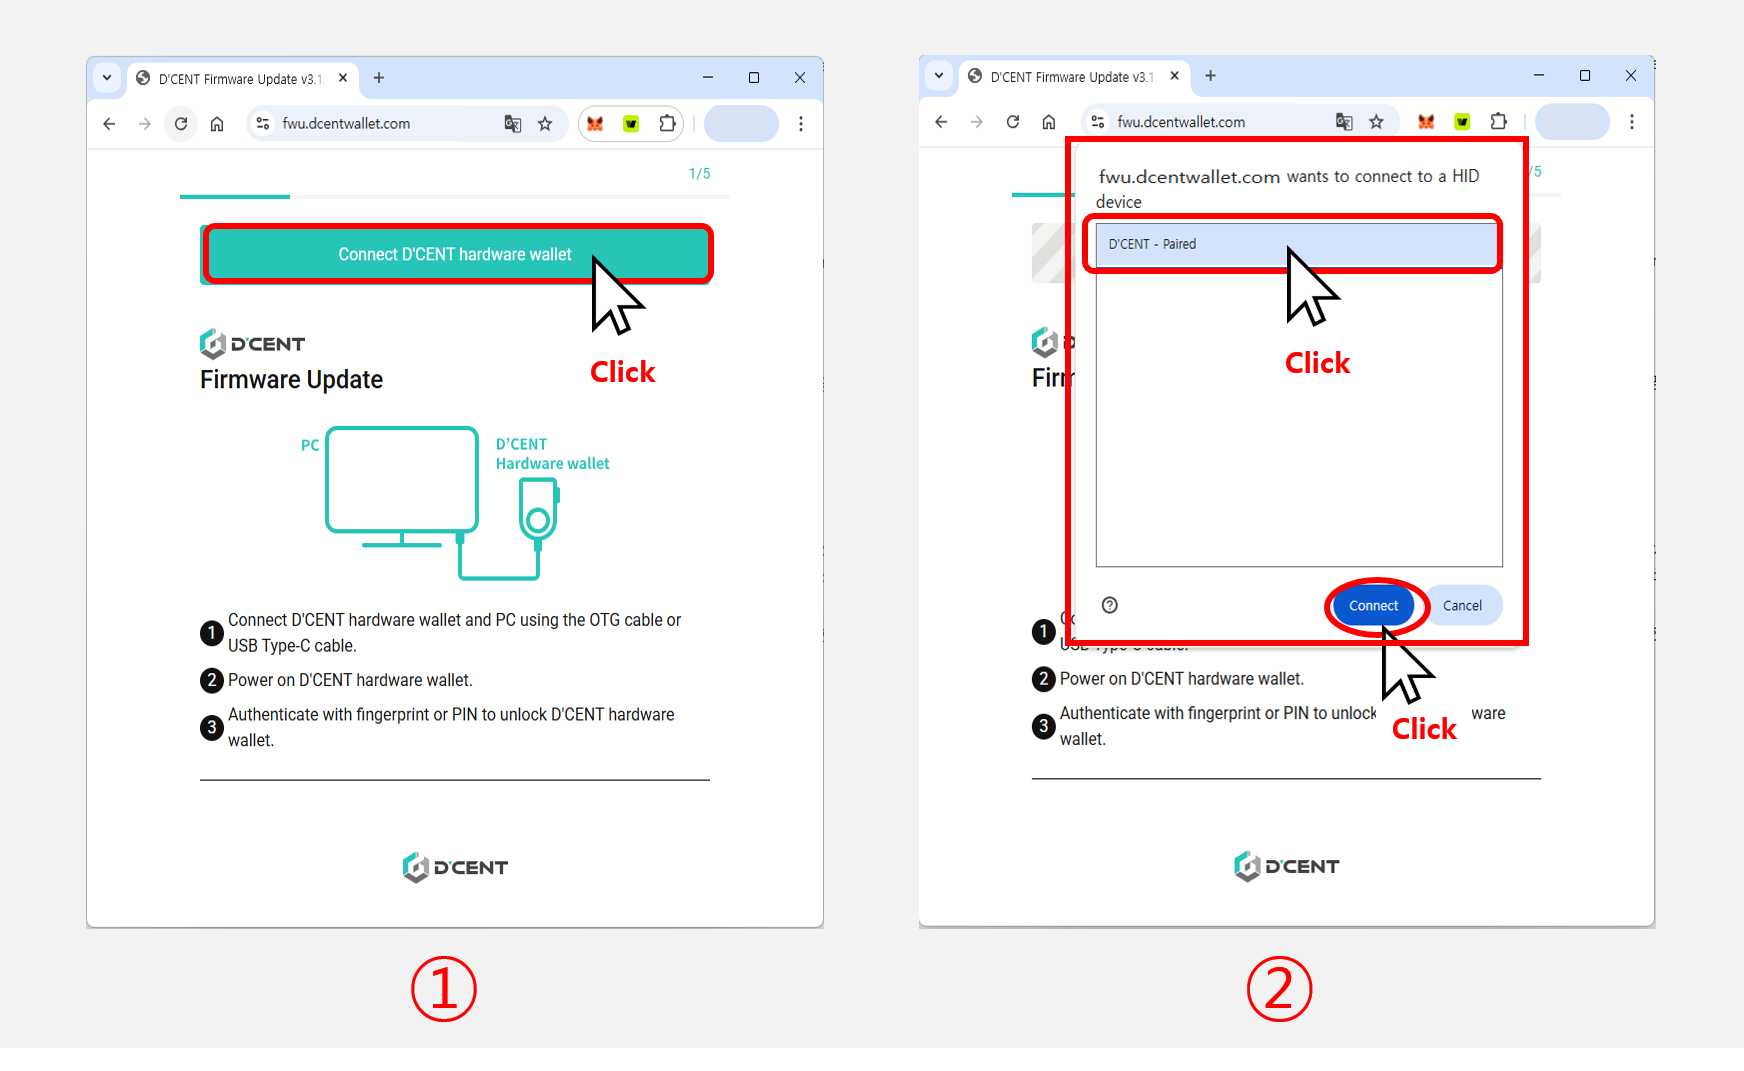 D'CENT Firmware Update v3.1
fwu.dcentwallet.com
1/5
Connect D'CENT hardware wallet
Click
D'CENT
Firmware Update
PC
D'CENT
Hardware wallet
1 Connect D'CENT hardware wallet and PC using the OTG cable or
USB Type-C cable.
2 Power on D'CENT hardware wallet.
3 Authenticate with fingerprint or PIN to unlock D'CENT hardware
wallet.
D'CENT
①
D'CENT Firmware Update v3.1
fwu.dcentwallet.com
/5
fwu.dcentwallet.com wants to connect to a HID
device
D'CENT - Paired
Click
Firm
Connect
Cancel
1
USB Type-C cable.
2 Power on D'CENT hardware wallet.
3 Authenticate with fingerprint or PIN to unlock ware
wallet.
Click
D'CENT
②